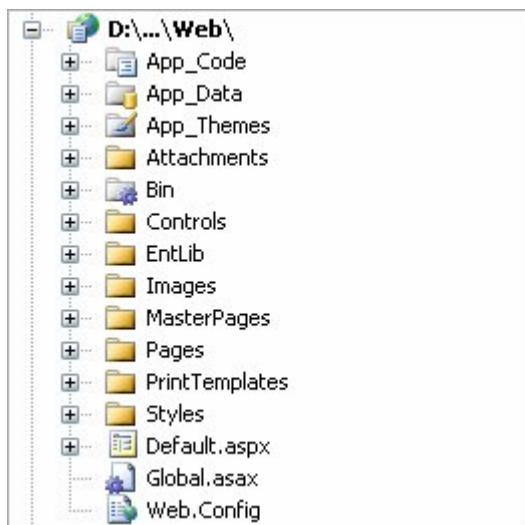 D:\...\Web\
App_Code
App_Data
App_Themes
Attachments
Bin
Controls
EntLib
Images
MasterPages
Pages
PrintTemplates
Styles
Default.aspx
Global.asax
Web.Config